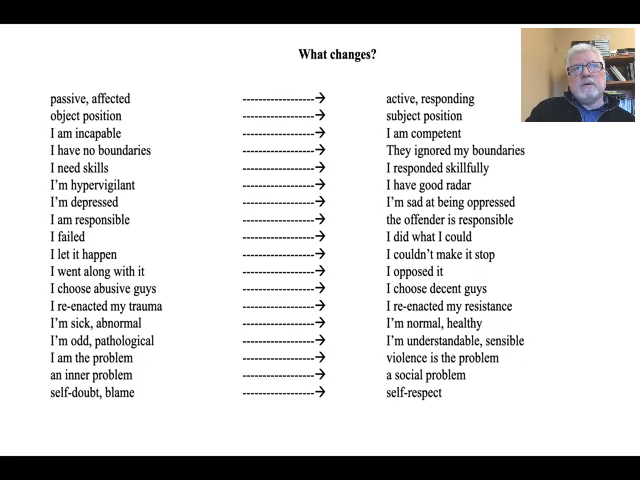 What changes?
passive, affected ------------------→ active, responding
object position ------------------→ subject position
I am incapable ------------------→ I am competent
I have no boundaries ------------------→ They ignored my boundaries
I need skills ------------------→ I responded skillfully
I'm hypervigilant ------------------→ I have good radar
I'm depressed ------------------→ I'm sad at being oppressed
I am responsible ------------------→ the offender is responsible
I failed ------------------→ I did what I could
I let it happen ------------------→ I couldn't make it stop
I went along with it ------------------→ I opposed it
I choose abusive guys ------------------→ I choose decent guys
I re-enacted my trauma ------------------→ I re-enacted my resistance
I'm sick, abnormal ------------------→ I'm normal, healthy
I'm odd, pathological ------------------→ I'm understandable, sensible
I am the problem ------------------→ violence is the problem
an inner problem ------------------→ a social problem
self-doubt, blame ------------------→ self-respect